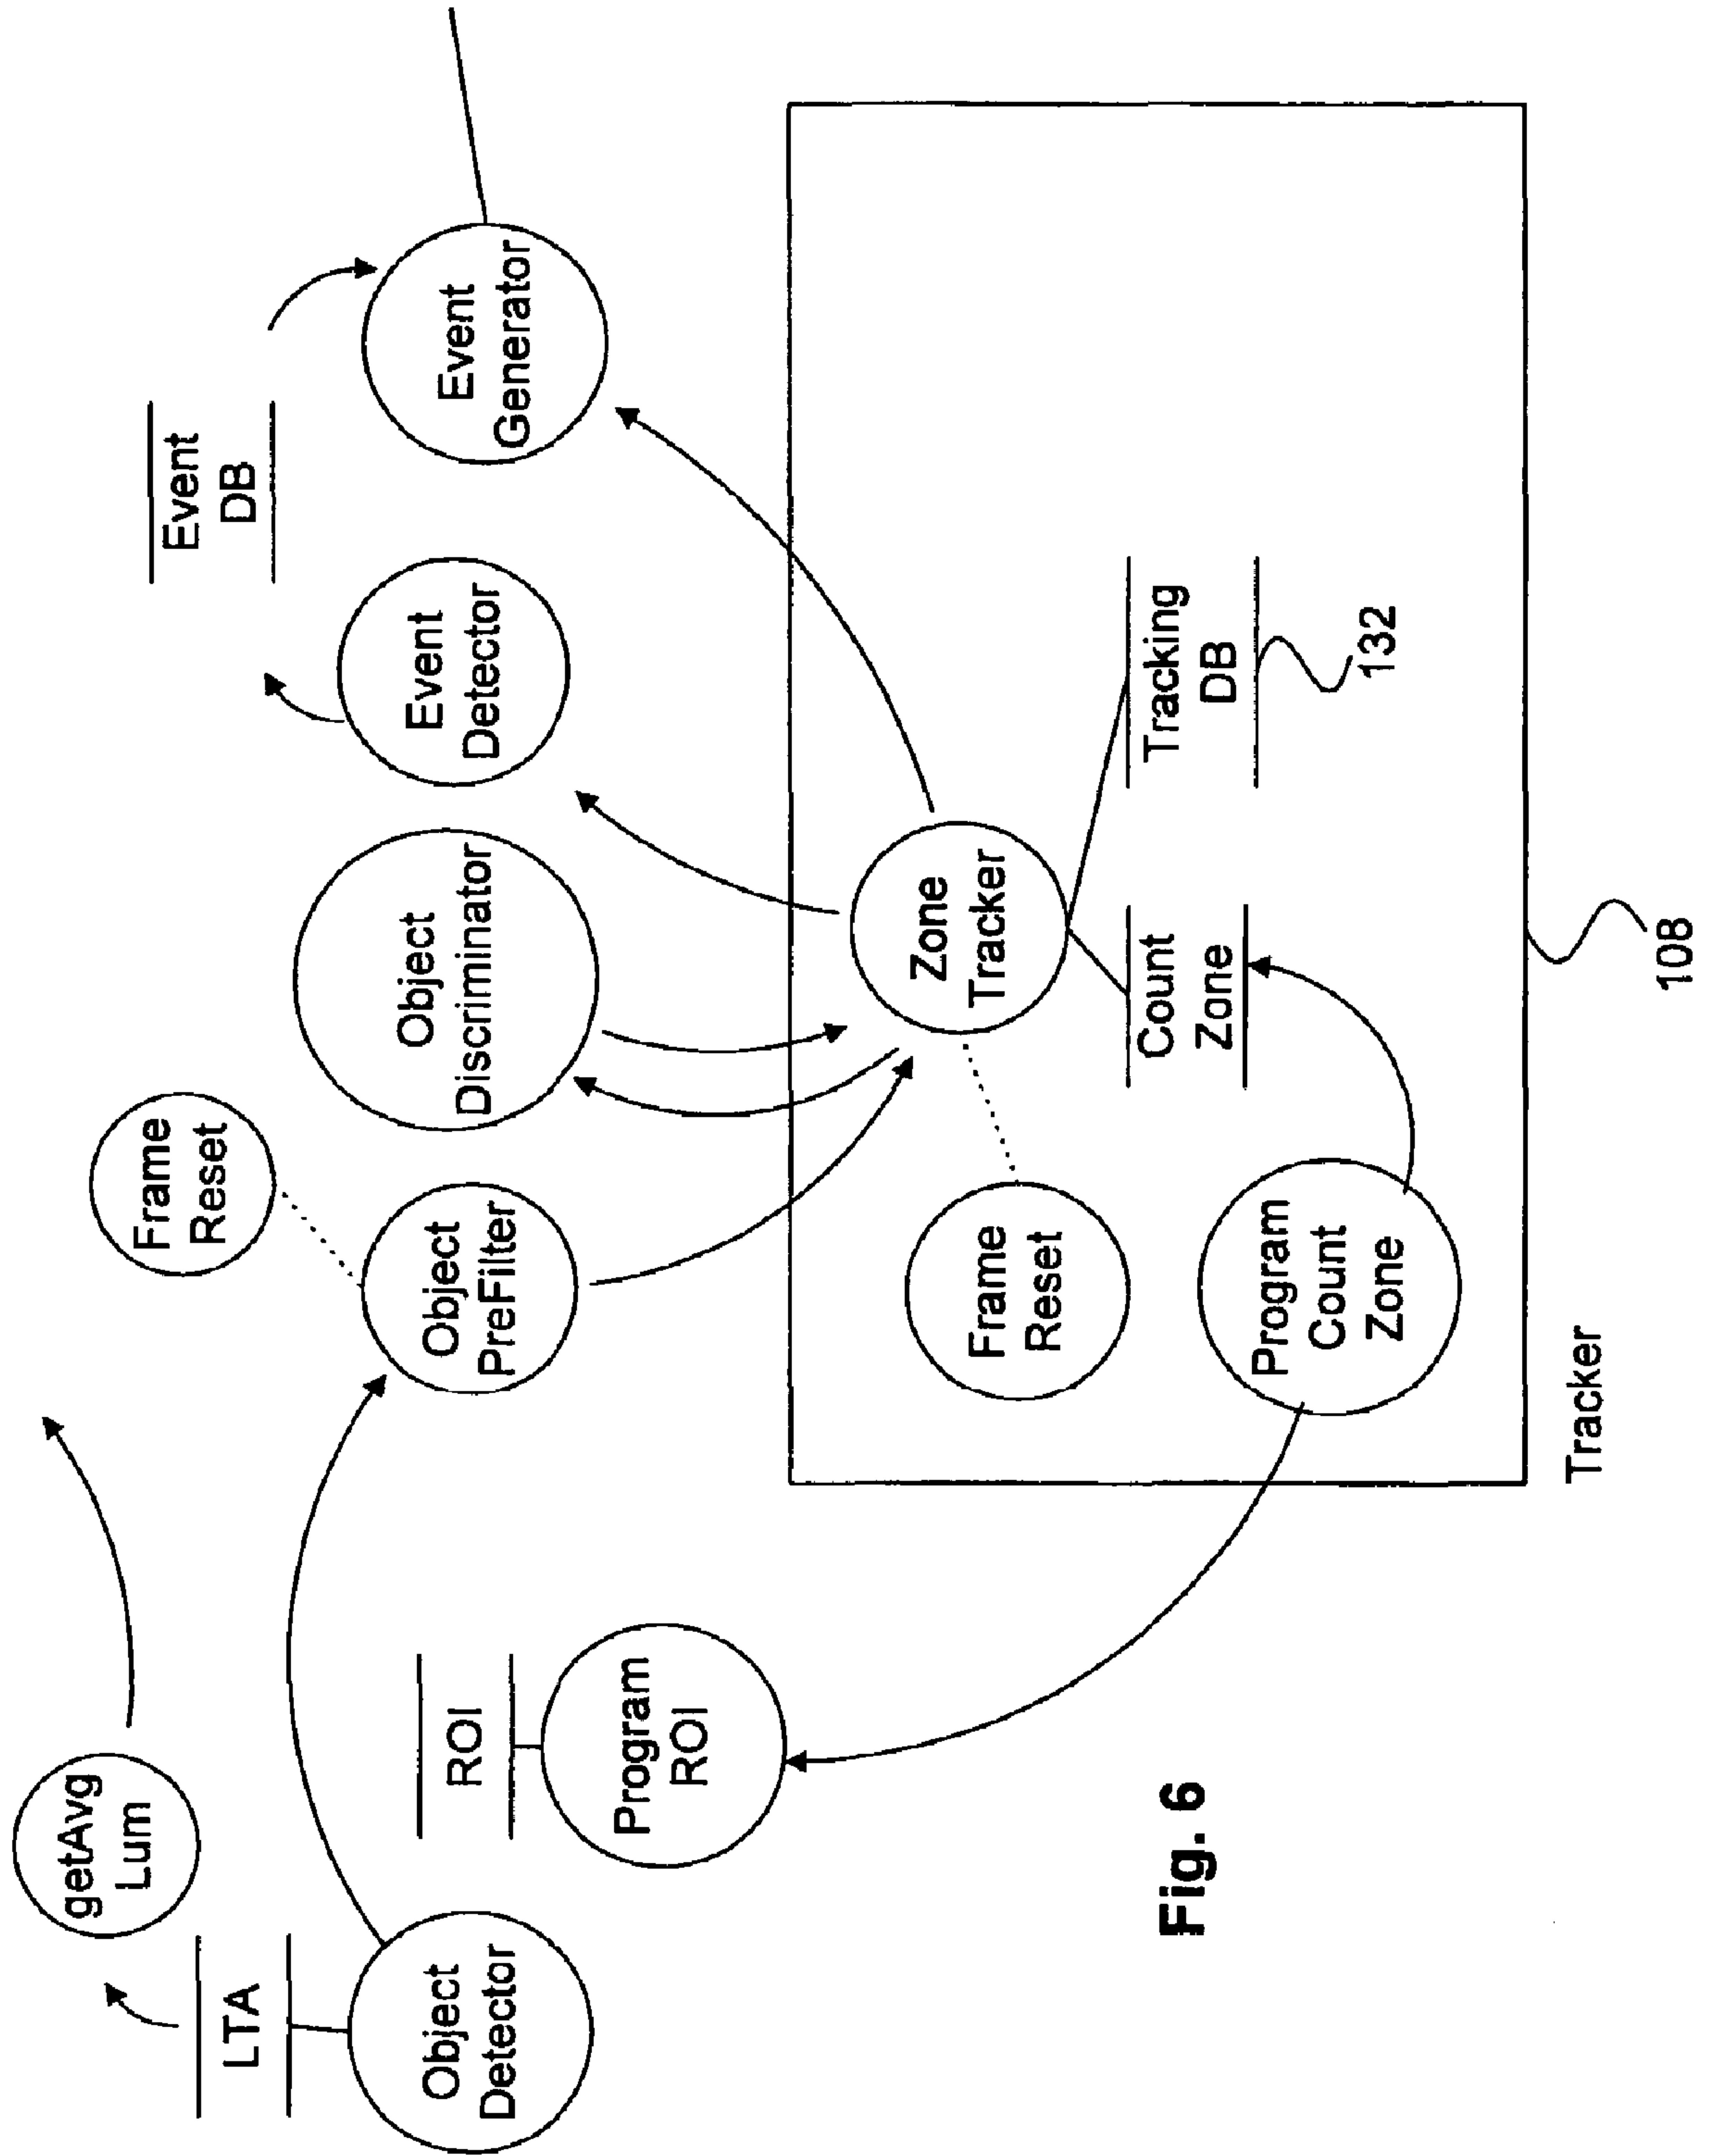 getAvg
Lum
LTA
Object
Detector
ROI
Program
ROI
Frame
Reset
Object
PreFilter
Object
Discriminator
Event
Detector
Event
DB
Event
Generator
Zone
Tracker
Frame
Reset
Program
Count
Zone
Count
Zone
Tracking
DB
132
108
Tracker
Fig. 6